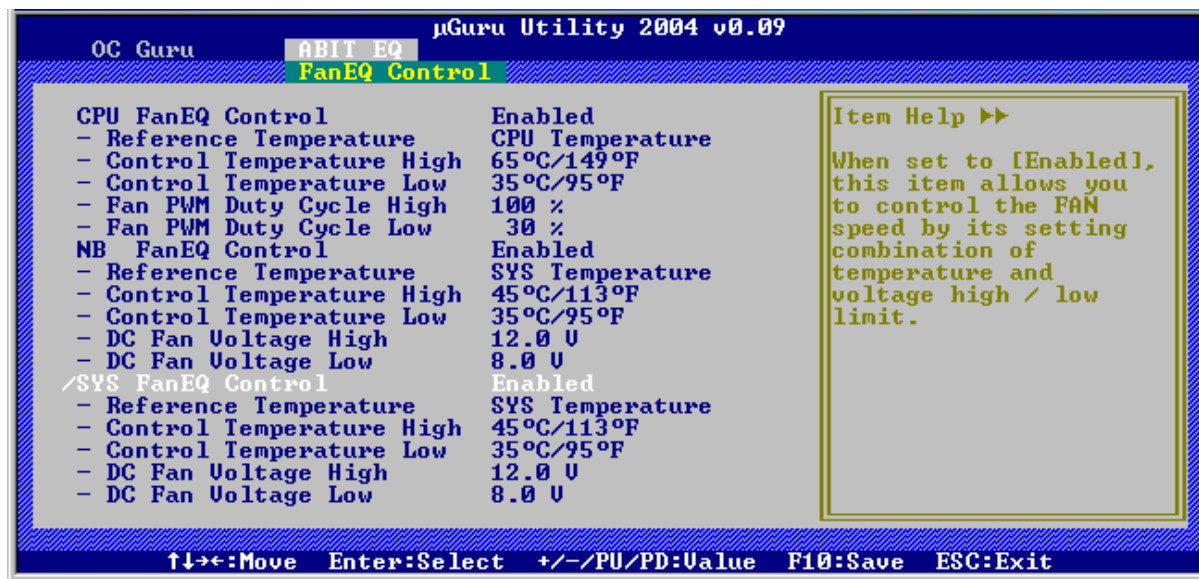 µGuru Utility 2004 v0.09
OC Guru ABIT EQ
FanEQ Control
CPU FanEQ Control Enabled
- Reference Temperature CPU Temperature
- Control Temperature High 65ºC/149ºF
- Control Temperature Low 35ºC/95ºF
- Fan PWM Duty Cycle High 100 %
- Fan PWM Duty Cycle Low 30 %
NB FanEQ Control Enabled
- Reference Temperature SYS Temperature
- Control Temperature High 45ºC/113ºF
- Control Temperature Low 35ºC/95ºF
- DC Fan Voltage High 12.0 V
- DC Fan Voltage Low 8.0 V
/SYS FanEQ Control Enabled
- Reference Temperature SYS Temperature
- Control Temperature High 45ºC/113ºF
- Control Temperature Low 35ºC/95ºF
- DC Fan Voltage High 12.0 V
- DC Fan Voltage Low 8.0 V
Item Help ►►
When set to [Enabled],
this item allows you
to control the FAN
speed by its setting
combination of
temperature and
voltage high / low
limit.
↑↓→←:Move Enter:Select +/-/PU/PD:Value F10:Save ESC:Exit